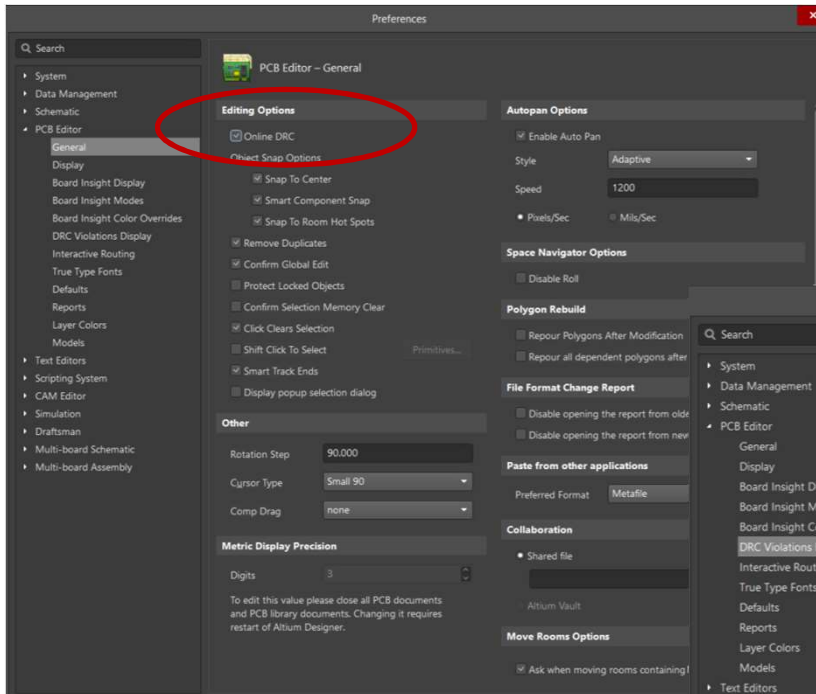 Preferences
Search
System
Data Management
Schematic
PCB Editor
General
Display
Board Insight Display
Board Insight Modes
Board Insight Color Overrides
DRC Violations Display
Interactive Routing
True Type Fonts
Defaults
Reports
Layer Colors
Models
Text Editors
Scripting System
CAM Editor
Simulation
Draftsman
Multi-board Schematic
Multi-board Assembly
PCB Editor – General
Editing Options
Online DRC
Object Snap Options
Snap To Center
Smart Component Snap
Snap To Room Hot Spots
Remove Duplicates
Confirm Global Edit
Protect Locked Objects
Confirm Selection Memory Clear
Click Clears Selection
Shift Click To Select Primitives...
Smart Track Ends
Display popup selection dialog
Other
Rotation Step 90.000
Cursor Type Small 90
Comp Drag none
Metric Display Precision
Digits 3
To edit this value please close all PCB documents
and PCB library documents. Changing it requires
restart of Altium Designer.
Autopan Options
Enable Auto Pan
Style Adaptive
Speed 1200
Pixels/Sec Mils/Sec
Space Navigator Options
Disable Roll
Polygon Rebuild
Repour Polygons After Modification
Repour all dependent polygons after
File Format Change Report
Disable opening the report from olde
Disable opening the report from new
Paste from other applications
Preferred Format Metafile
Collaboration
Shared file
Altium Vault
Move Rooms Options
Ask when moving rooms containing
Search
System
Data Management
Schematic
PCB Editor
General
Display
Board Insight D
Board Insight M
Board Insight C
DRC Violations
Interactive Rout
True Type Fonts
Defaults
Reports
Layer Colors
Models
Text Editors